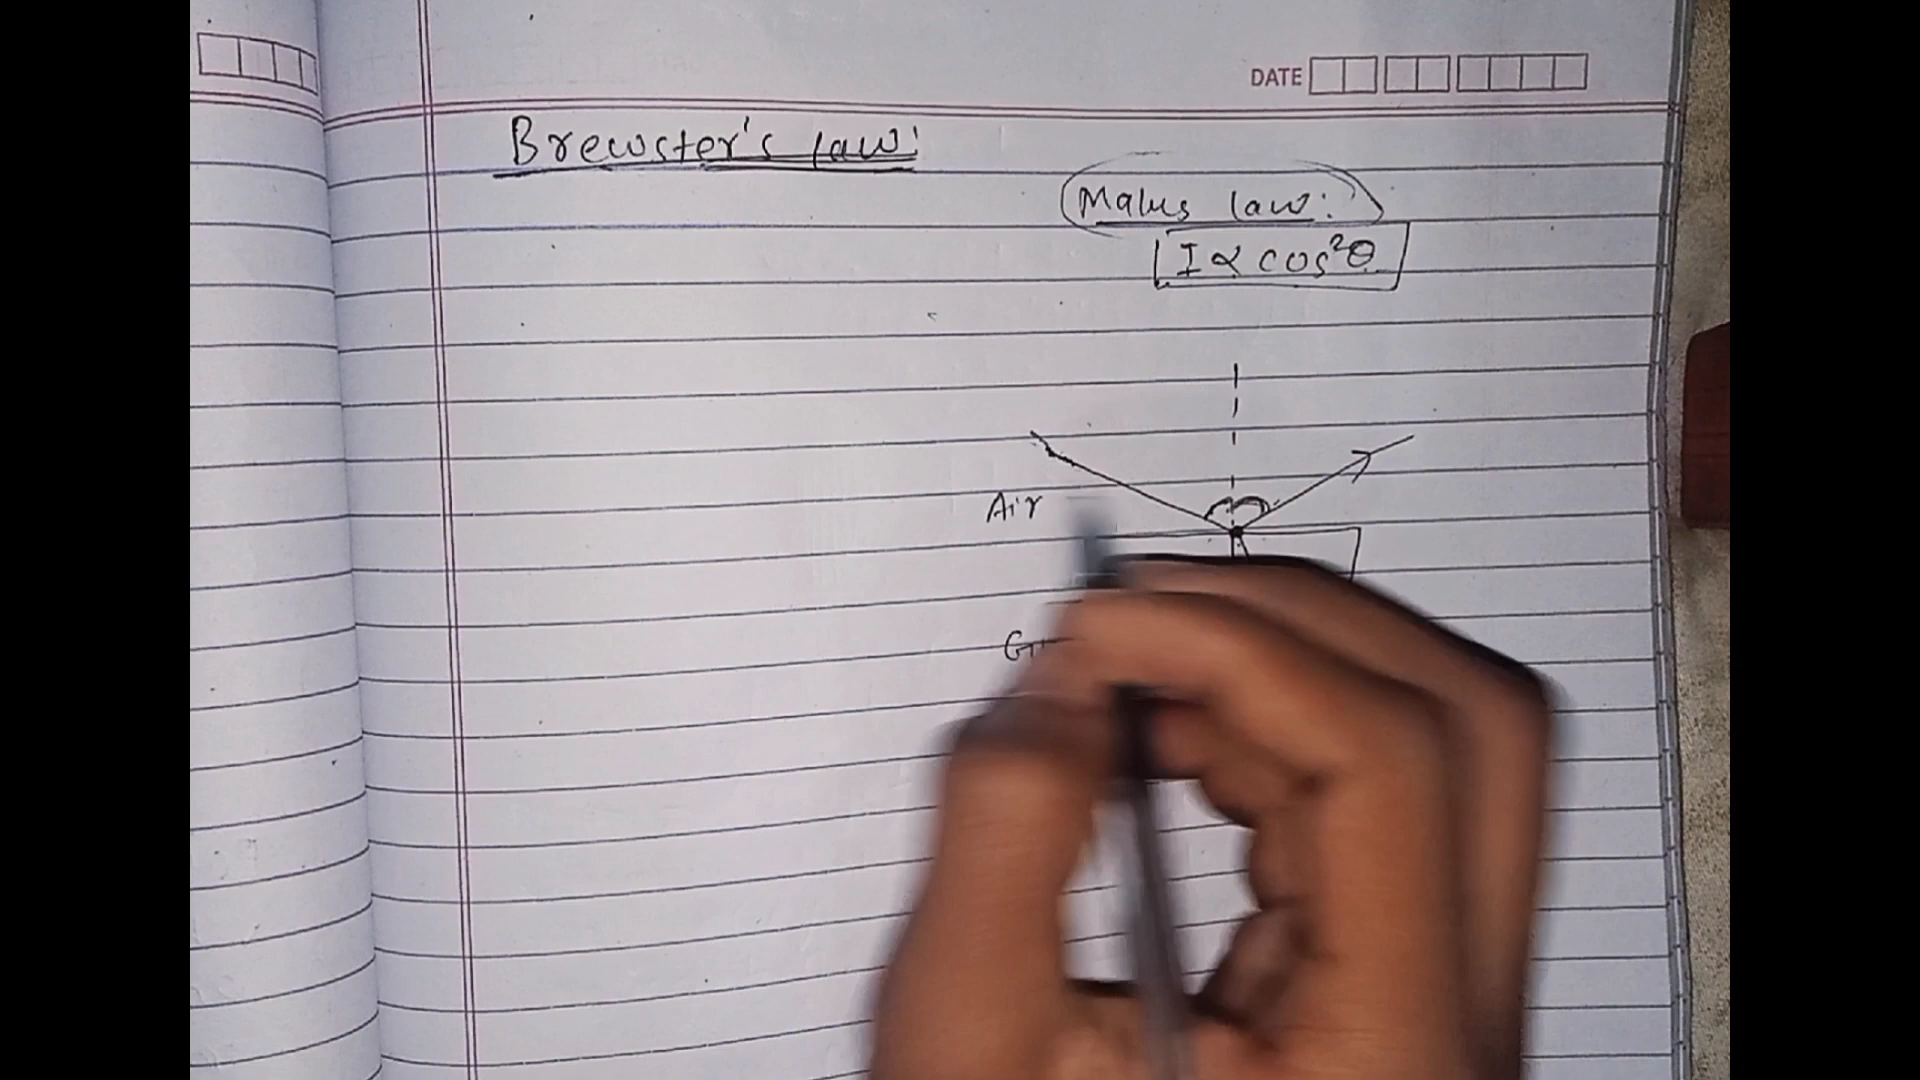 DATE
Brewster's law:
Malus law:
I ∝ cos²θ
Air